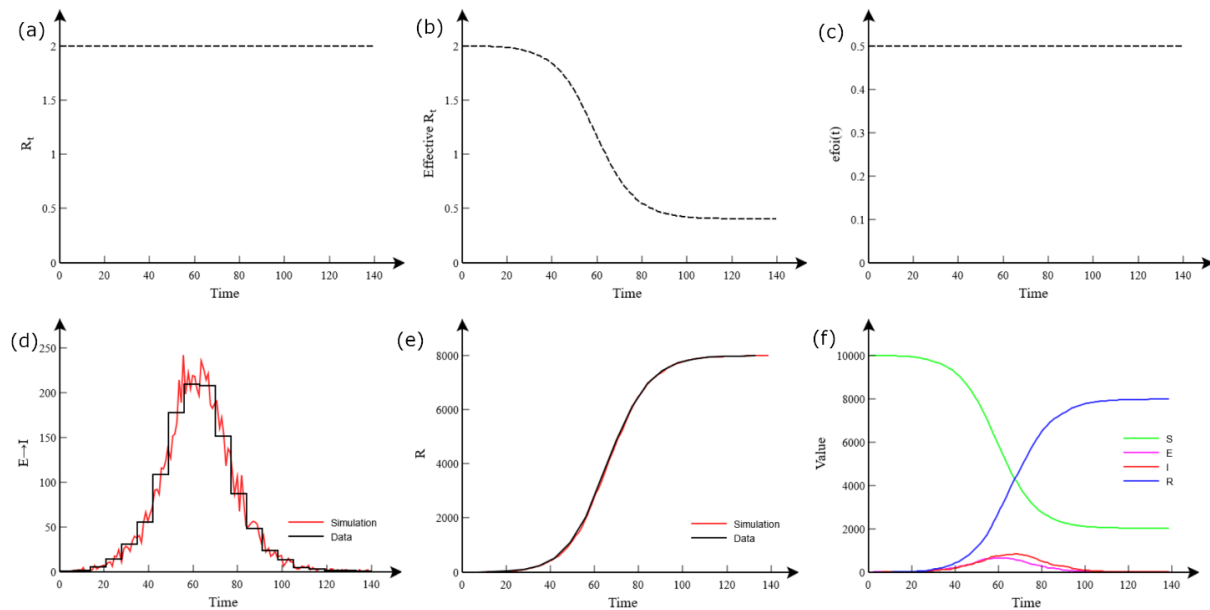 (a)
2
1.5
1
0.5
0
R_t
0 20 40 60 80 100 120 140
Time
(b)
2
1.5
1
0.5
0
Effective R_t
0 20 40 60 80 100 120 140
Time
(c)
0.5
0.4
0.3
0.2
0.1
0
efoi(t)
0 20 40 60 80 100 120 140
Time
(d)
250
200
150
100
50
0
E→I
Simulation
Data
0 20 40 60 80 100 120 140
Time
(e)
8000
6000
4000
2000
0
R
Simulation
Data
0 20 40 60 80 100 120 140
Time
(f)
10000
8000
6000
4000
2000
0
Value
S
E
I
R
0 20 40 60 80 100 120 140
Time